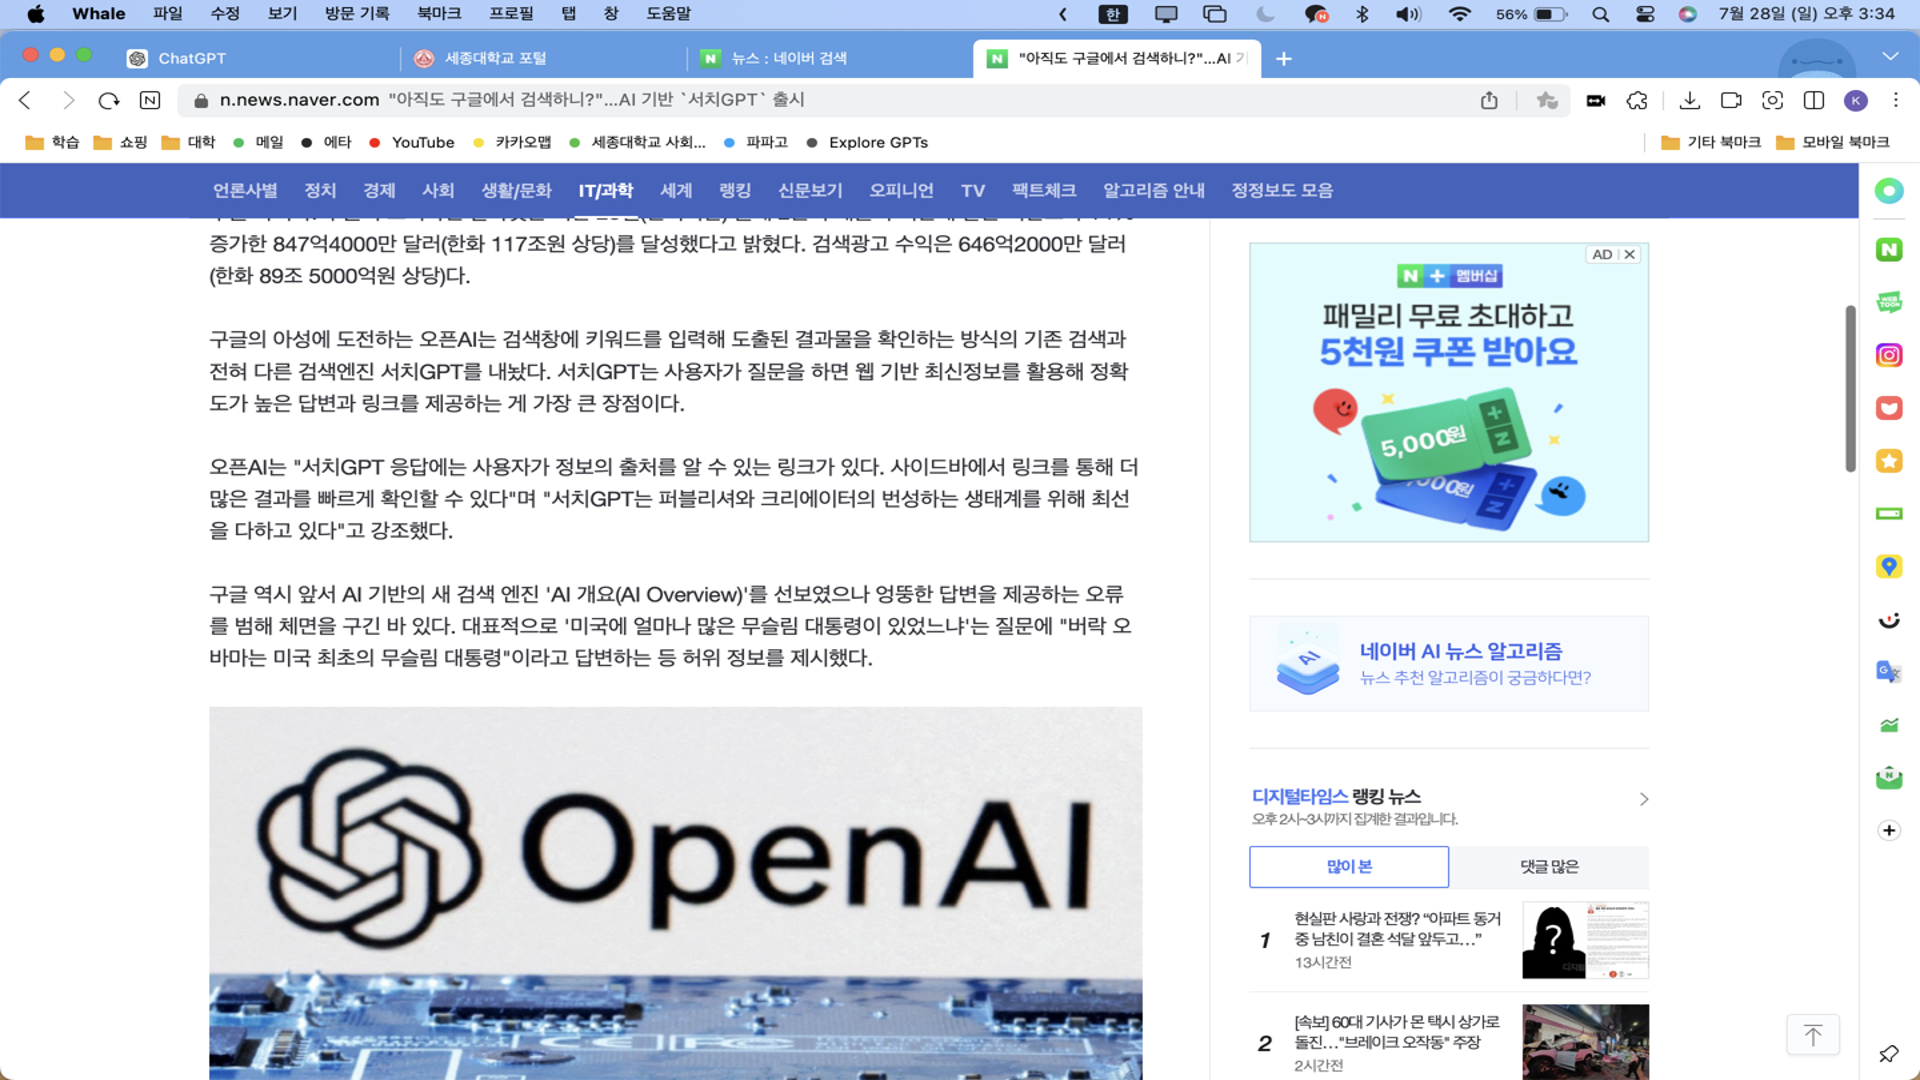 Whale 파일 수정 보기 방문 기록 북마크 프로필 탭 창 도움말 한 56% 7월 28일 (일) 오후 3:34
ChatGPT 세종대학교 포털 뉴스 : 네이버 검색 "아직도 구글에서 검색하니?"...AI 기
n.news.naver.com "아직도 구글에서 검색하니?"...AI 기반 `서치GPT` 출시 K
학습 쇼핑 대학 메일 에타 YouTube 카카오맵 세종대학교 사회... 파파고 Explore GPTs 기타 북마크 모바일 북마크
언론사별 정치 경제 사회 생활/문화 IT/과학 세계 랭킹 신문보기 오피니언 TV 팩트체크 알고리즘 안내 정정보도 모음
증가한 847억4000만 달러(한화 117조원 상당)를 달성했다고 밝혔다. 검색광고 수익은 646억2000만 달러
(한화 89조 5000억원 상당)다.
구글의 아성에 도전하는 오픈AI는 검색창에 키워드를 입력해 도출된 결과물을 확인하는 방식의 기존 검색과
전혀 다른 검색엔진 서치GPT를 내놨다. 서치GPT는 사용자가 질문을 하면 웹 기반 최신정보를 활용해 정확
도가 높은 답변과 링크를 제공하는 게 가장 큰 장점이다.
오픈AI는 "서치GPT 응답에는 사용자가 정보의 출처를 알 수 있는 링크가 있다. 사이드바에서 링크를 통해 더
많은 결과를 빠르게 확인할 수 있다"며 "서치GPT는 퍼블리셔와 크리에이터의 번성하는 생태계를 위해 최선
을 다하고 있다"고 강조했다.
구글 역시 앞서 AI 기반의 새 검색 엔진 'AI 개요(AI Overview)'를 선보였으나 엉뚱한 답변을 제공하는 오류
를 범해 체면을 구긴 바 있다. 대표적으로 '미국에 얼마나 많은 무슬림 대통령이 있었느냐'는 질문에 "버락 오
바마는 미국 최초의 무슬림 대통령"이라고 답변하는 등 허위 정보를 제시했다.
OpenAI
AD
N + 멤버십
패밀리 무료 초대하고
5천원 쿠폰 받아요
5,000원
네이버 AI 뉴스 알고리즘
뉴스 추천 알고리즘이 궁금하다면?
디지털타임스 랭킹 뉴스
오후 2시~3시까지 집계한 결과입니다.
많이 본 댓글 많은
1 현실판 사랑과 전쟁? “아파트 동거
중 남친이 결혼 석달 앞두고…”
13시간전
2 [속보] 60대 기사가 몬 택시 상가로
돌진…"브레이크 오작동" 주장
2시간전